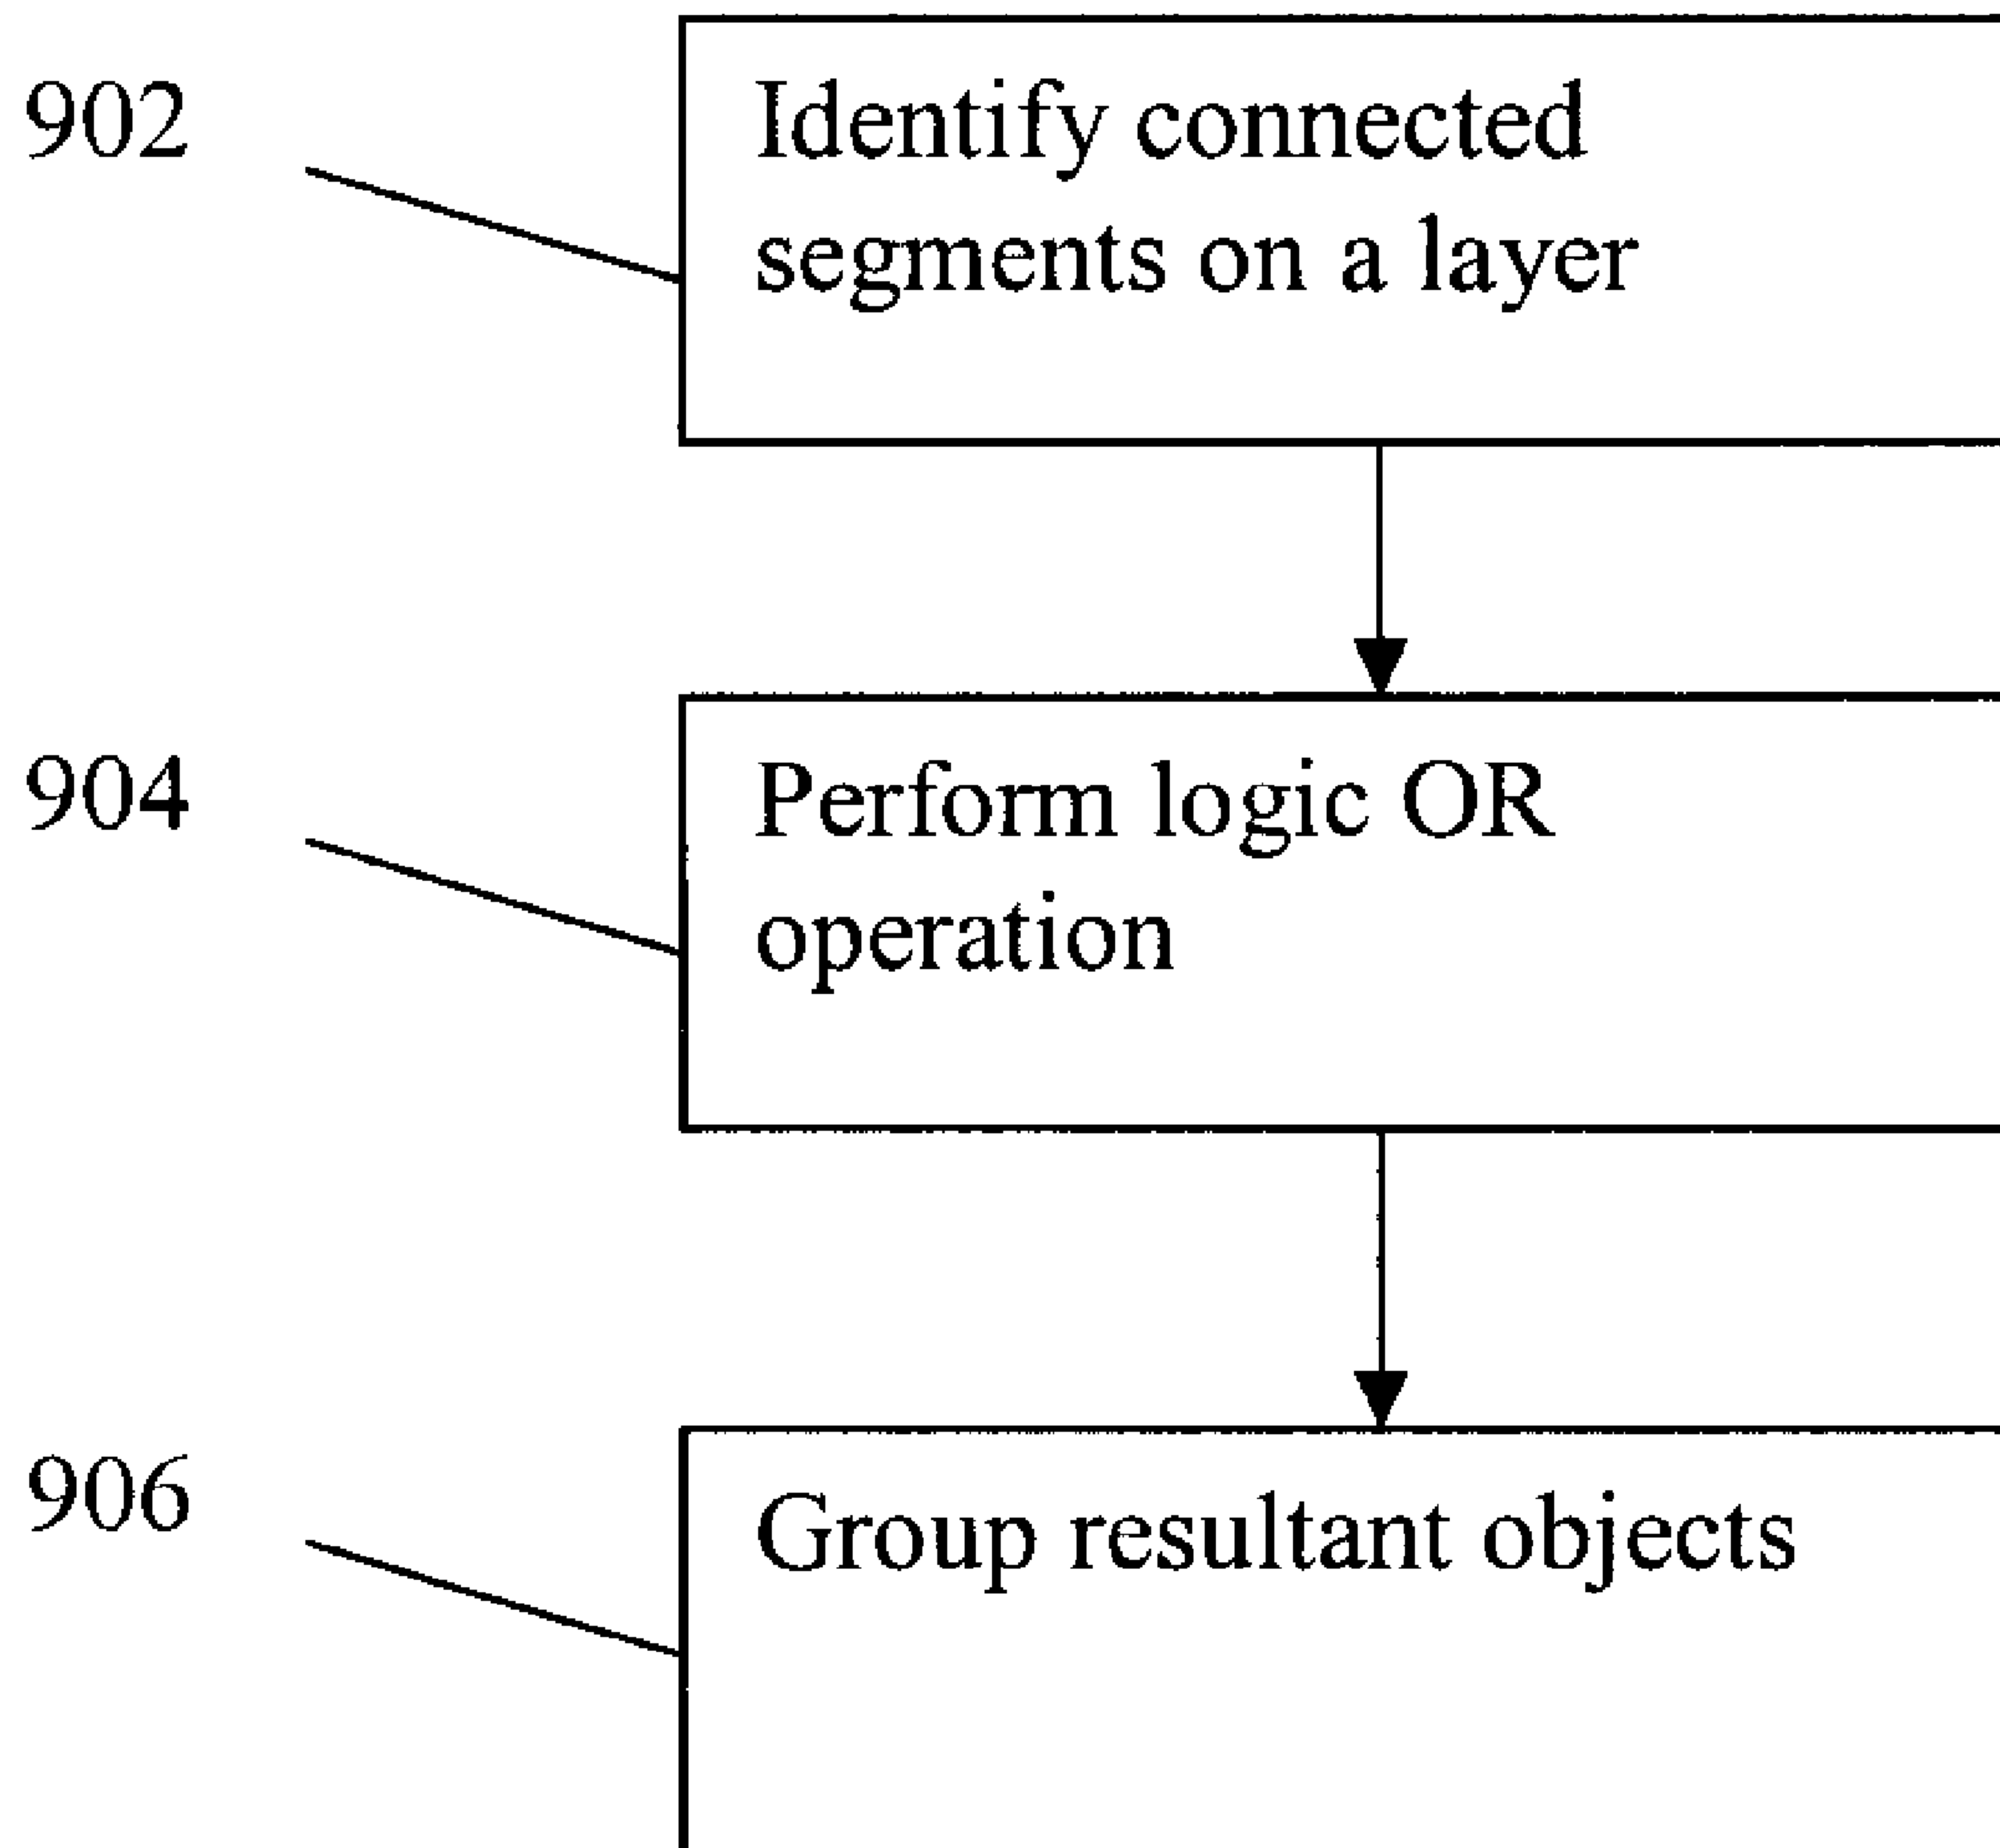 902
Identify connected
segments on a layer
904
Perform logic OR
operation
906
Group resultant objects